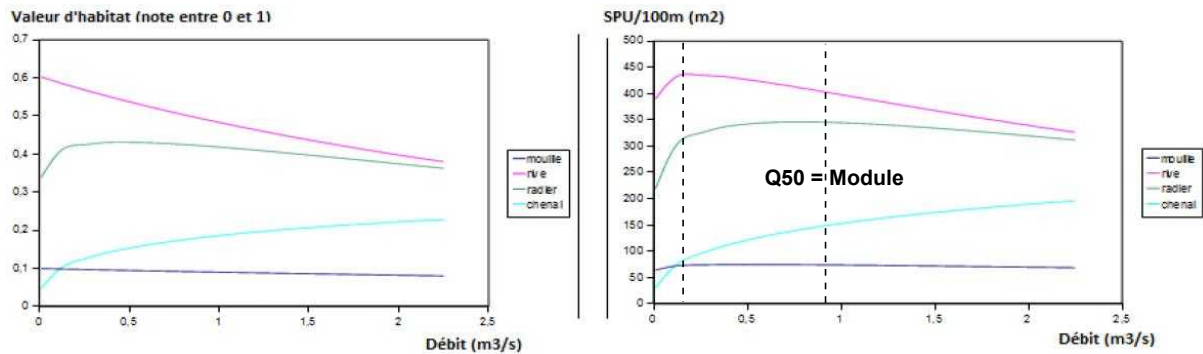 Valeur d'habitat (note entre 0 et 1)
0,7
0,6
0,5
0,4
0,3
0,2
0,1
0
0
0,5
1
1,5
2
2,5
Débit (m3/s)
mouille
rive
radier
chenal
SPU/100m (m2)
500
450
400
350
300
250
200
150
100
50
0
0
0,5
1
1,5
2
2,5
Débit (m3/s)
Q50 = Module
mouille
rive
radier
chenal